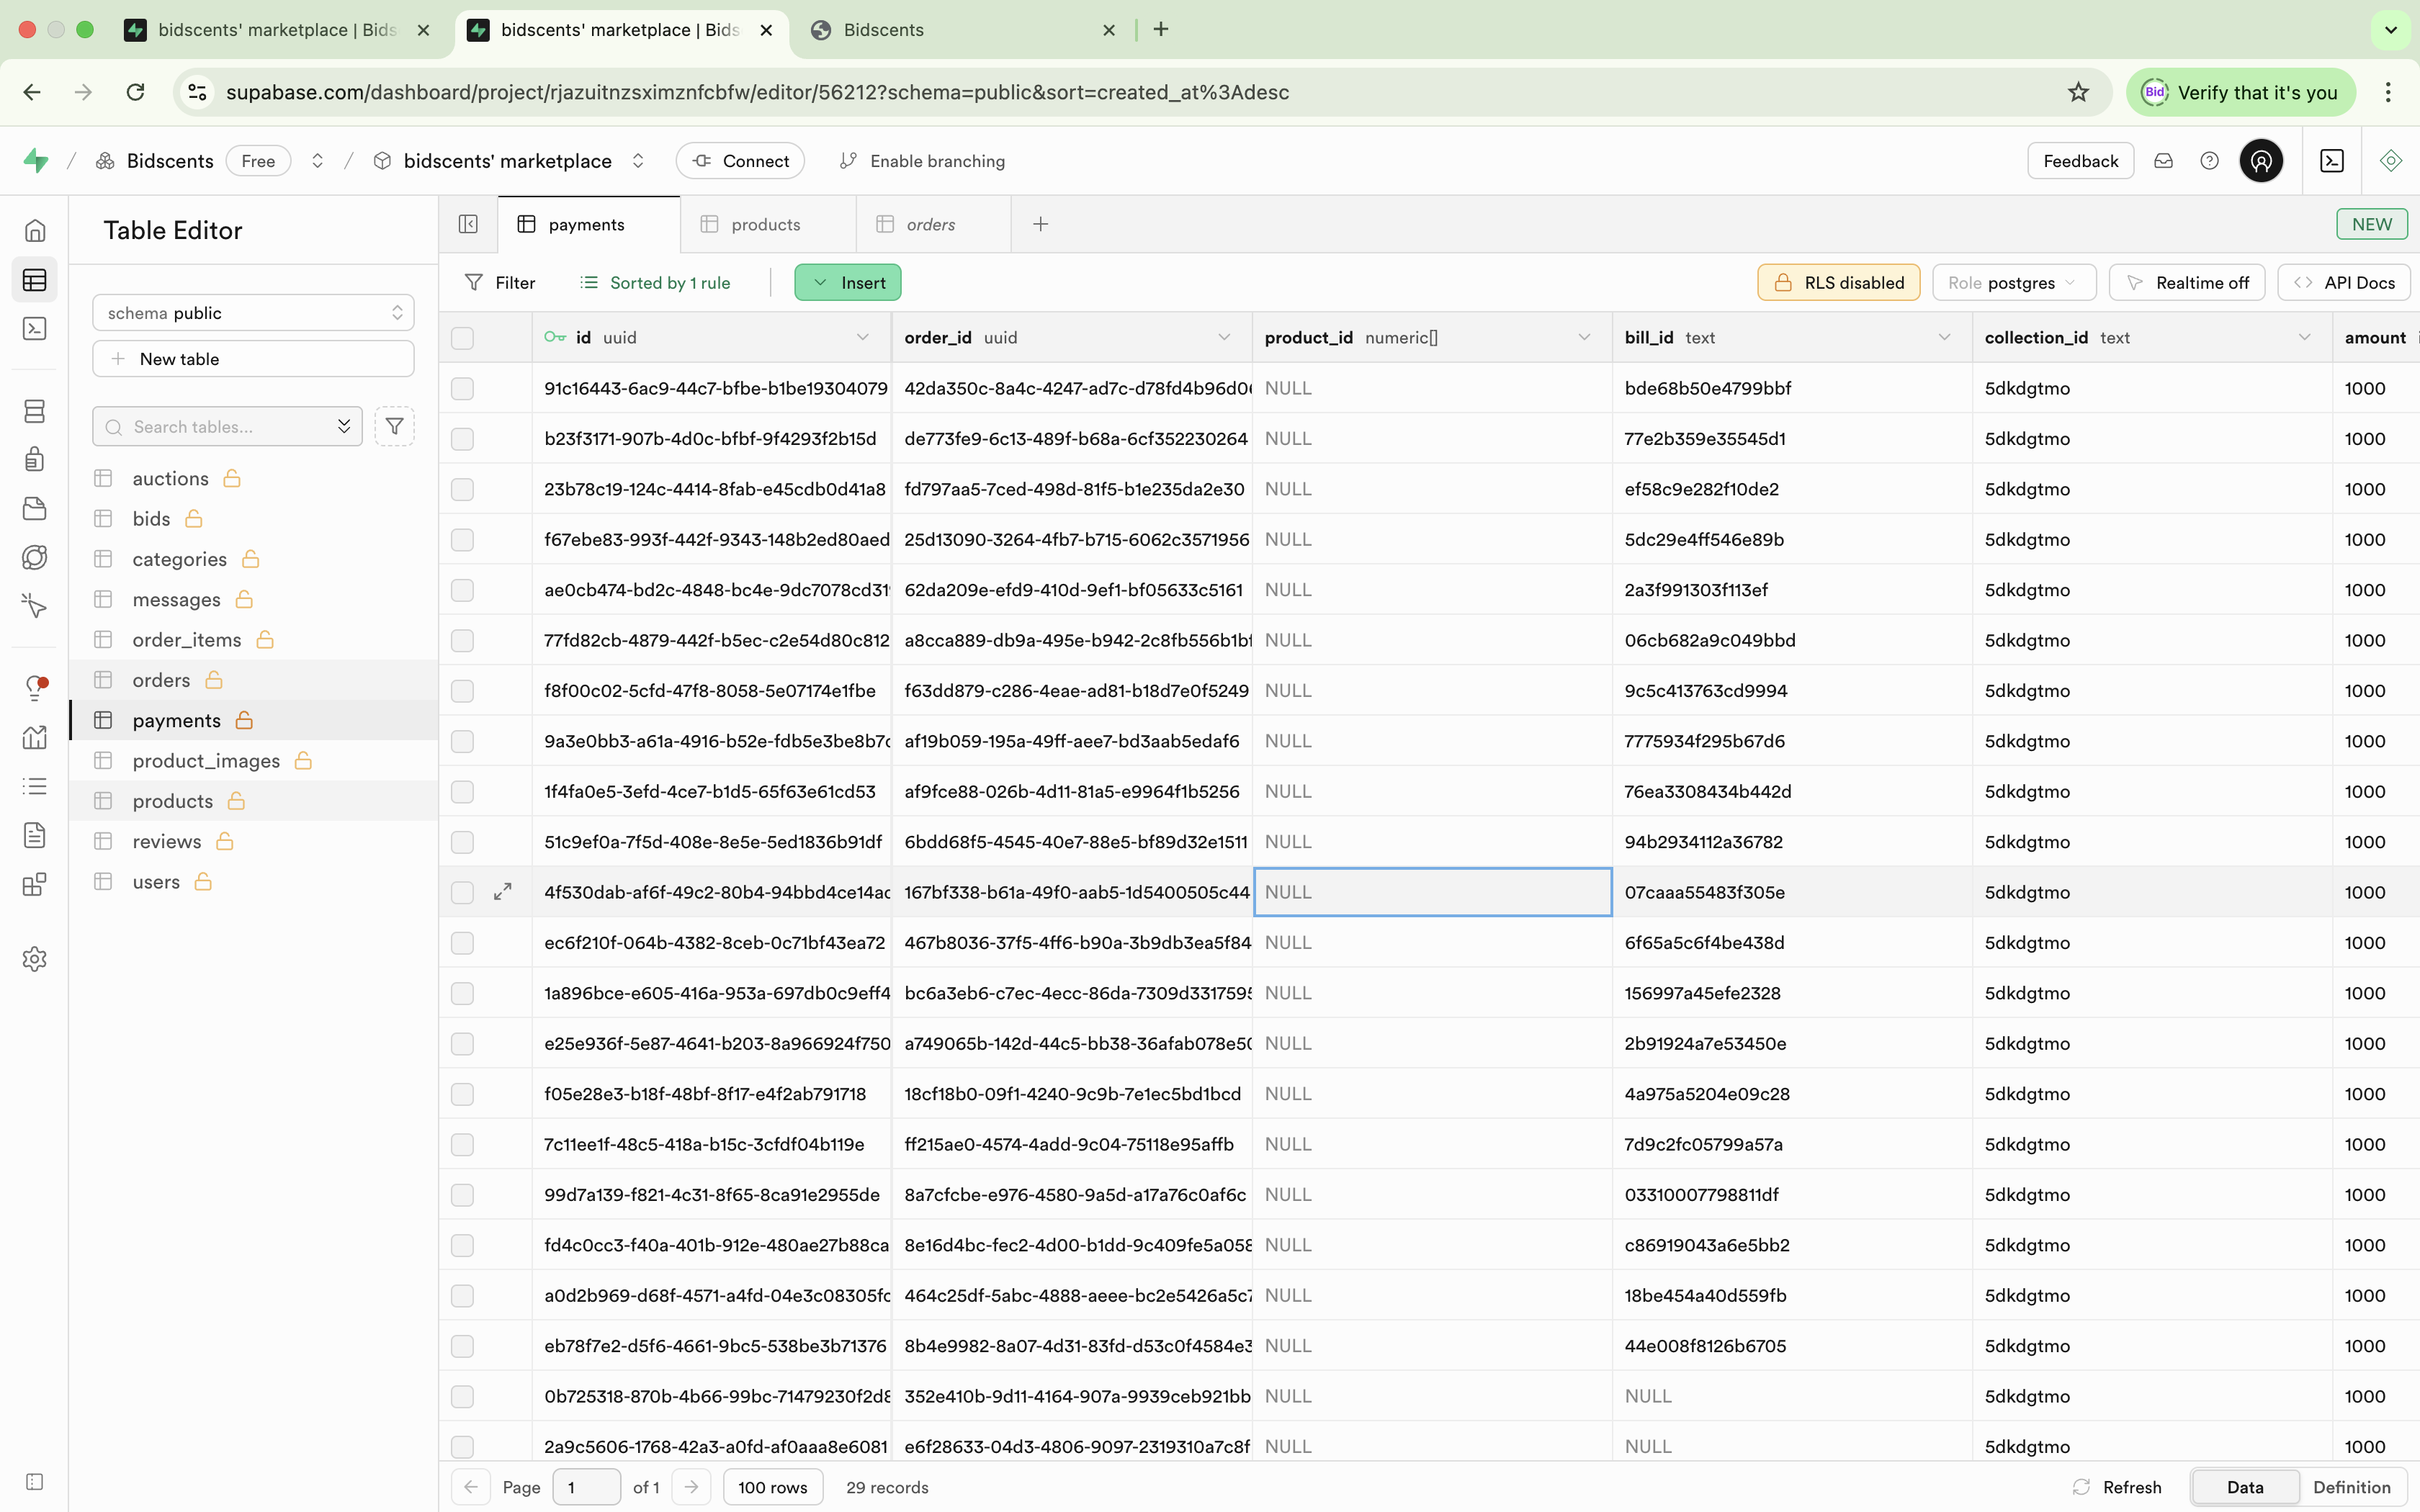 bidscents' marketplace | Bids
bidscents' marketplace | Bids
Bidscents
supabase.com/dashboard/project/rjazuitnzsximznfcbfw/editor/56212?schema=public&sort=created_at%3Adesc
Bid
Verify that it's you
/ Bidscents Free / bidscents' marketplace Connect Enable branching
Feedback
Table Editor
payments products orders
NEW
Filter Sorted by 1 rule Insert
RLS disabled Role postgres Realtime off API Docs
schema public
New table
Search tables...
auctions
bids
categories
messages
order_items
orders
payments
product_images
products
reviews
users
id uuid order_id uuid product_id numeric[] bill_id text collection_id text amount
91c16443-6ac9-44c7-bfbe-b1be19304079 42da350c-8a4c-4247-ad7c-d78fd4b96d0 NULL bde68b50e4799bbf 5dkdgtmo 1000
b23f3171-907b-4d0c-bfbf-9f4293f2b15d de773fe9-6c13-489f-b68a-6cf352230264 NULL 77e2b359e35545d1 5dkdgtmo 1000
23b78c19-124c-4414-8fab-e45cdb0d41a8 fd797aa5-7ced-498d-81f5-b1e235da2e30 NULL ef58c9e282f10de2 5dkdgtmo 1000
f67ebe83-993f-442f-9343-148b2ed80aed 25d13090-3264-4fb7-b715-6062c3571956 NULL 5dc29e4ff546e89b 5dkdgtmo 1000
ae0cb474-bd2c-4848-bc4e-9dc7078cd31 62da209e-efd9-410d-9ef1-bf05633c5161 NULL 2a3f991303f113ef 5dkdgtmo 1000
77fd82cb-4879-442f-b5ec-c2e54d80c812 a8cca889-db9a-495e-b942-2c8fb556b1bf NULL 06cb682a9c049bbd 5dkdgtmo 1000
f8f00c02-5cfd-47f8-8058-5e07174e1fbe f63dd879-c286-4eae-ad81-b18d7e0f5249 NULL 9c5c413763cd9994 5dkdgtmo 1000
9a3e0bb3-a61a-4916-b52e-fdb5e3be8b7c af19b059-195a-49ff-aee7-bd3aab5edaf6 NULL 7775934f295b67d6 5dkdgtmo 1000
1f4fa0e5-3efd-4ce7-b1d5-65f63e61cd53 af9fce88-026b-4d11-81a5-e9964f1b5256 NULL 76ea3308434b442d 5dkdgtmo 1000
51c9ef0a-7f5d-408e-8e5e-5ed1836b91df 6bdd68f5-4545-40e7-88e5-bf89d32e1511 NULL 94b2934112a36782 5dkdgtmo 1000
4f530dab-af6f-49c2-80b4-94bbd4ce14ac 167bf338-b61a-49f0-aab5-1d5400505c44 NULL 07caaa55483f305e 5dkdgtmo 1000
ec6f210f-064b-4382-8ceb-0c71bf43ea72 467b8036-37f5-4ff6-b90a-3b9db3ea5f84 NULL 6f65a5c6f4be438d 5dkdgtmo 1000
1a896bce-e605-416a-953a-697db0c9eff4 bc6a3eb6-c7ec-4ecc-86da-7309d3317595 NULL 156997a45efe2328 5dkdgtmo 1000
e25e936f-5e87-4641-b203-8a966924f750 a749065b-142d-44c5-bb38-36afab078e50 NULL 2b91924a7e53450e 5dkdgtmo 1000
f05e28e3-b18f-48bf-8f17-e4f2ab791718 18cf18b0-09f1-4240-9c9b-7e1ec5bd1bcd NULL 4a975a5204e09c28 5dkdgtmo 1000
7c11ee1f-48c5-418a-b15c-3cfdf04b119e ff215ae0-4574-4add-9c04-75118e95affb NULL 7d9c2fc05799a57a 5dkdgtmo 1000
99d7a139-f821-4c31-8f65-8ca91e2955de 8a7cfcbe-e976-4580-9a5d-a17a76c0af6c NULL 03310007798811df 5dkdgtmo 1000
fd4c0cc3-f40a-401b-912e-480ae27b88ca 8e16d4bc-fec2-4d00-b1dd-9c409fe5a058 NULL c86919043a6e5bb2 5dkdgtmo 1000
a0d2b969-d68f-4571-a4fd-04e3c08305fc 464c25df-5abc-4888-aeee-bc2e5426a5c7 NULL 18be454a40d559fb 5dkdgtmo 1000
eb78f7e2-d5f6-4661-9bc5-538be3b71376 8b4e9982-8a07-4d31-83fd-d53c0f4584e3 NULL 44e008f8126b6705 5dkdgtmo 1000
0b725318-870b-4b66-99bc-71479230f2d8 352e410b-9d11-4164-907a-9939ceb921bb NULL NULL 5dkdgtmo 1000
2a9c5606-1768-42a3-a0fd-af0aaa8e6081 e6f28633-04d3-4806-9097-2319310a7c8f NULL NULL 5dkdgtmo 1000
Page 1 of 1 100 rows 29 records
Refresh Data Definition